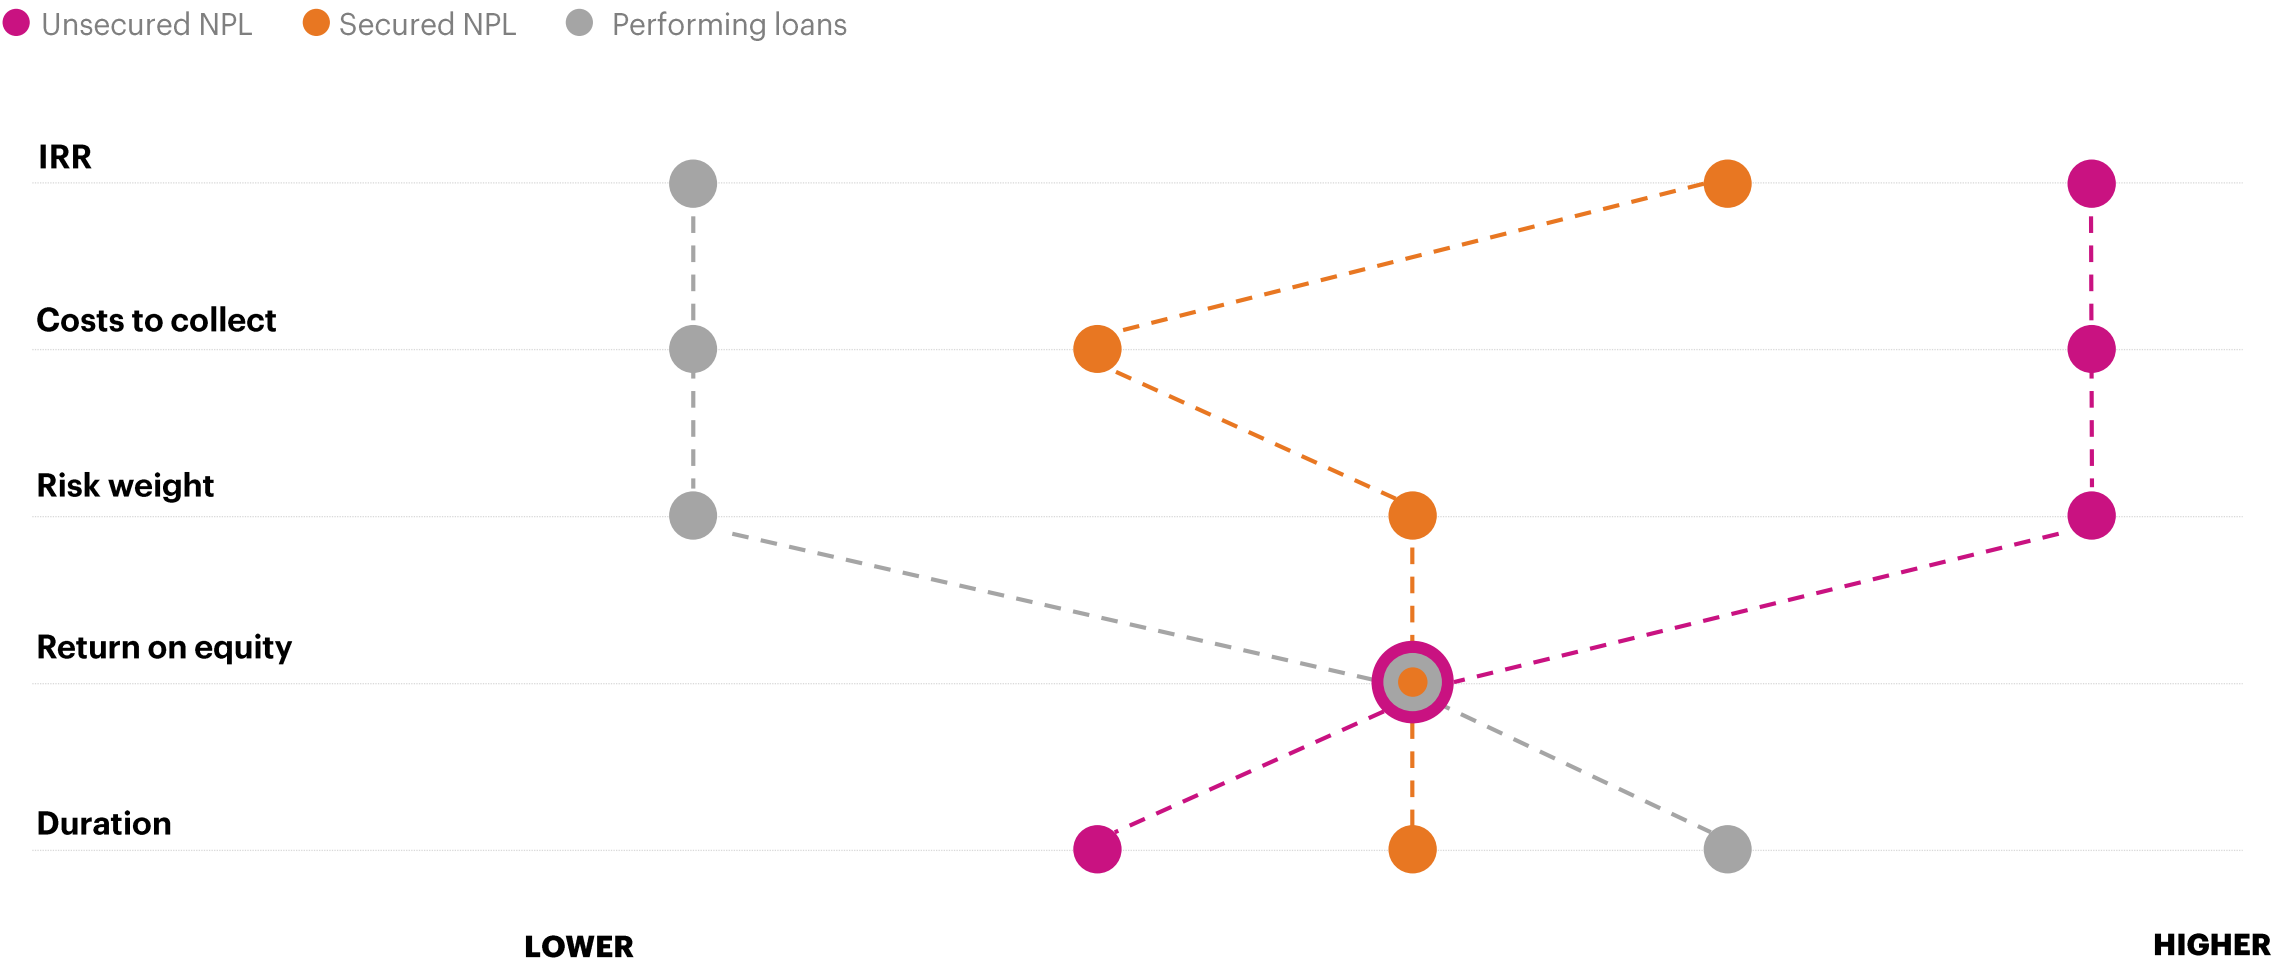 Unsecured NPL Secured NPL Performing loans
IRR
Costs to collect
Risk weight
Return on equity
Duration
LOWER HIGHER